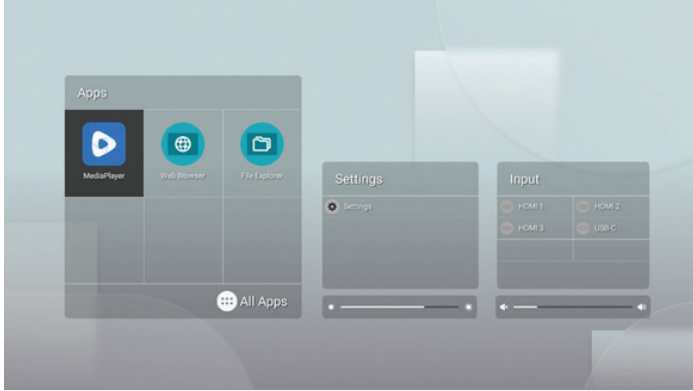 Apps
MediaPlayer
Web Browser
File Explorer
All Apps
Settings
Settings
Input
HDMI 1
HDMI 2
HDMI 3
USB C